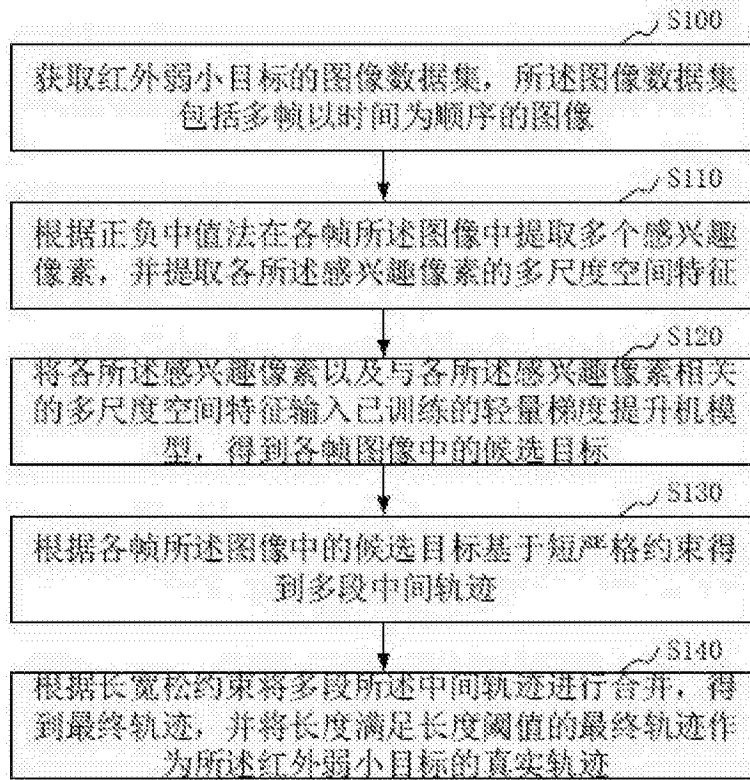 S100
获取红外弱小目标的图像数据集，所述图像数据集
包括多帧以时间为顺序的图像
S110
根据正负中值法在各帧所述图像中提取多个感兴趣
像素，并提取各所述感兴趣像素的多尺度空间特征
S120
将各所述感兴趣像素以及与各所述感兴趣像素相关
的多尺度空间特征输入已训练的轻量梯度提升机模
型，得到各帧图像中的候选目标
S130
根据各帧所述图像中的候选目标基于短严格约束得
到多段中间轨迹
S140
根据长宽松约束将多段所述中间轨迹进行合并，得
到最终轨迹，并将长度满足长度阈值的最终轨迹作
为所述红外弱小目标的真实轨迹